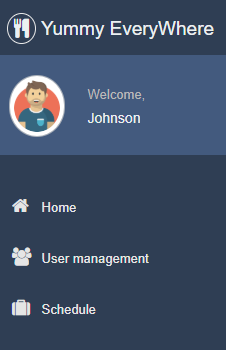 Yummy EveryWhere
Welcome,
Johnson
Home
User management
Schedule